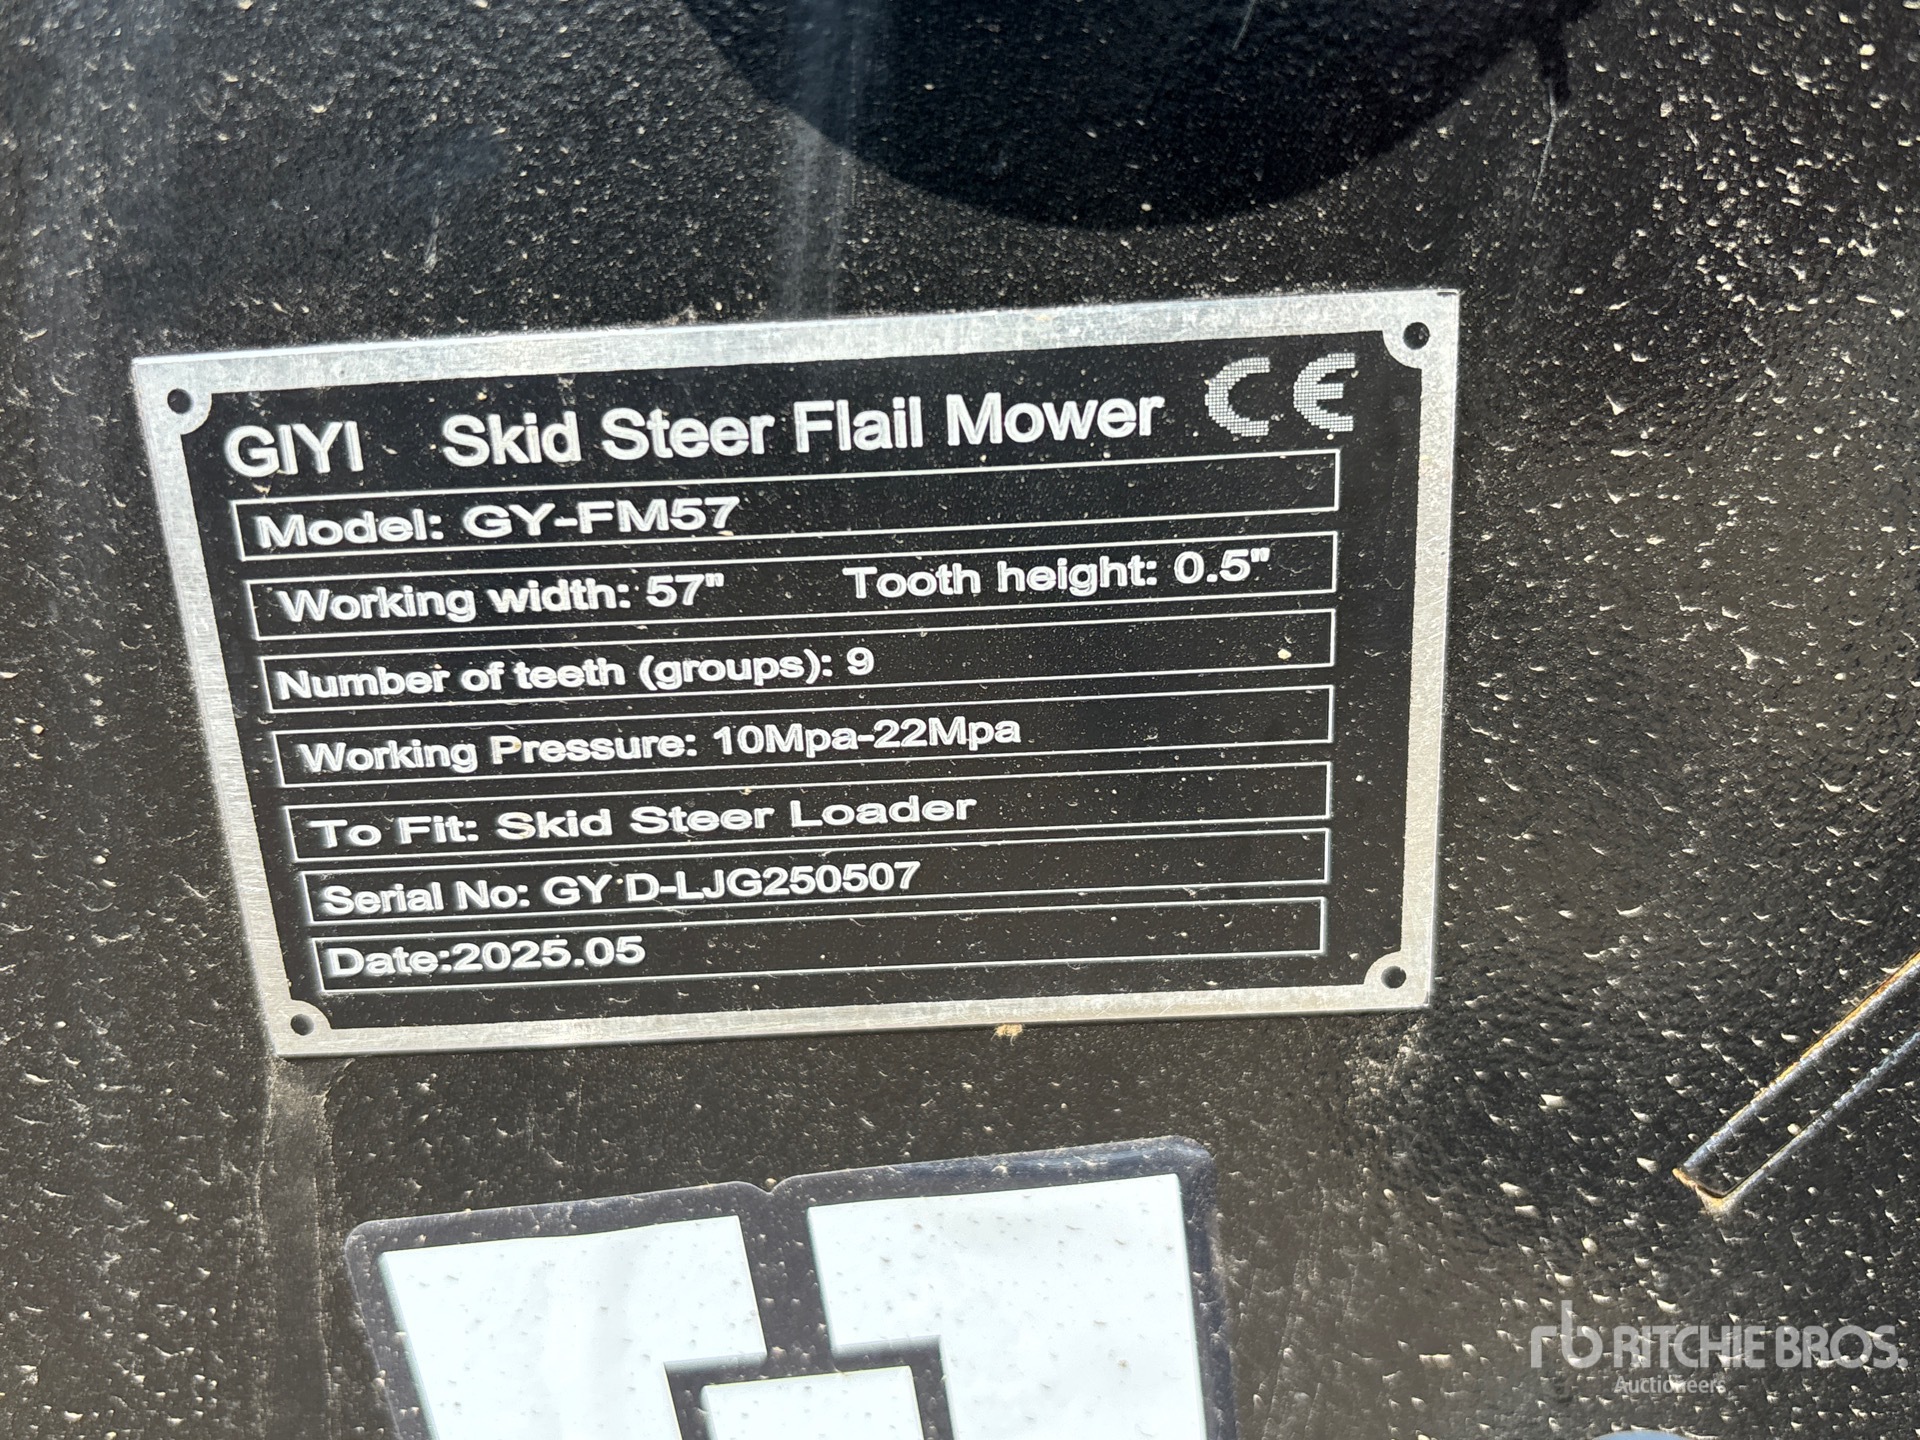 GIYI Skid Steer Flail Mower CE
Model: GY-FM57
Working width: 57" Tooth height: 0.5"
Number of teeth (groups): 9
Working Pressure: 10Mpa-22Mpa
To Fit: Skid Steer Loader
Serial No: GY D-LJG250507
Date:2025.05
rb RITCHIE BROS.
Auctioneers